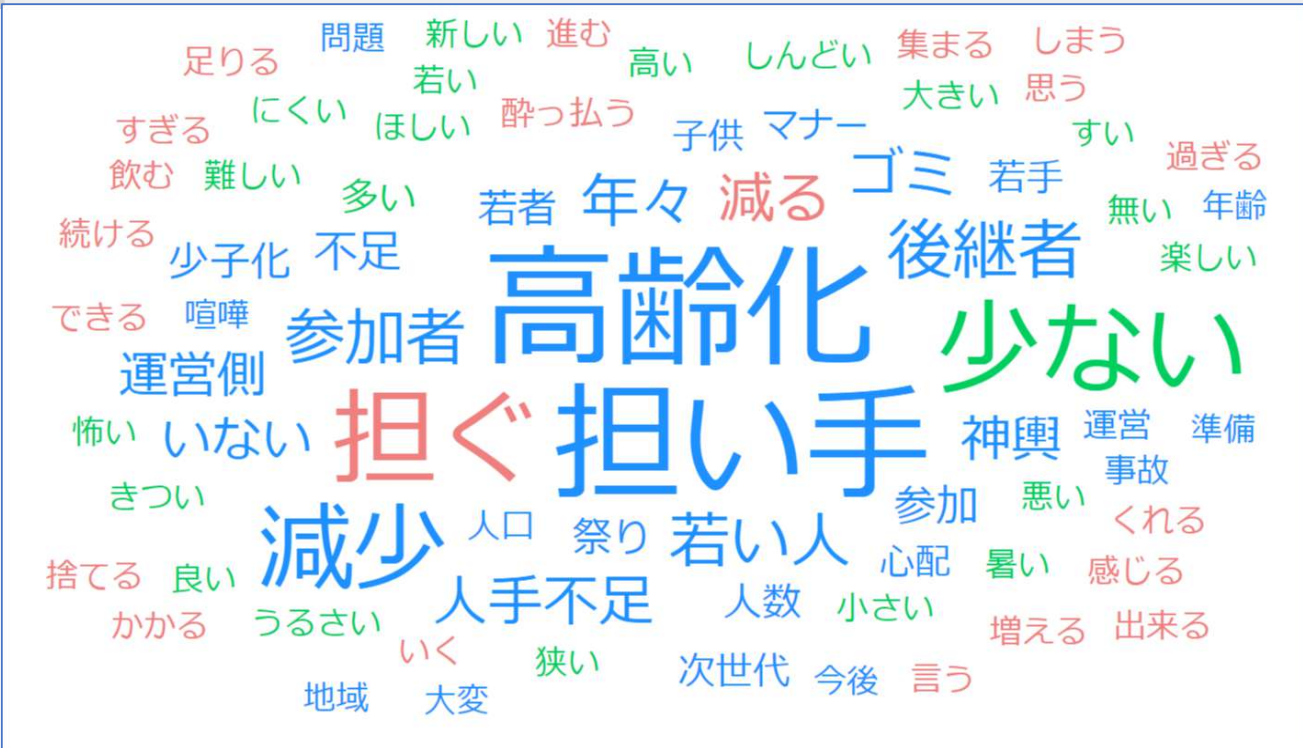 問題 新しい 進む
足りる 若い 高い しんどい 集まる しまう
にくい ほしい 酔っ払う 大きい 思う
すぎる 子供 マナー すい
飲む 難しい 多い 若者 年々 減る ゴミ 若手 過ぎる
続ける 少子化 不足 後継者 無い 年齢
楽しい
できる 喧嘩 参加者 高齢化 少ない
運営側
怖い いない 担ぐ 担い手 神輿 運営 準備
事故
きつい 参加 悪い
減少 人口 祭り 若い人 くれる
捨てる 良い 心配 暑い 感じる
かかる うるさい 人手不足 人数 小さい 増える 出来る
いく 狭い 次世代 今後 言う
地域 大変